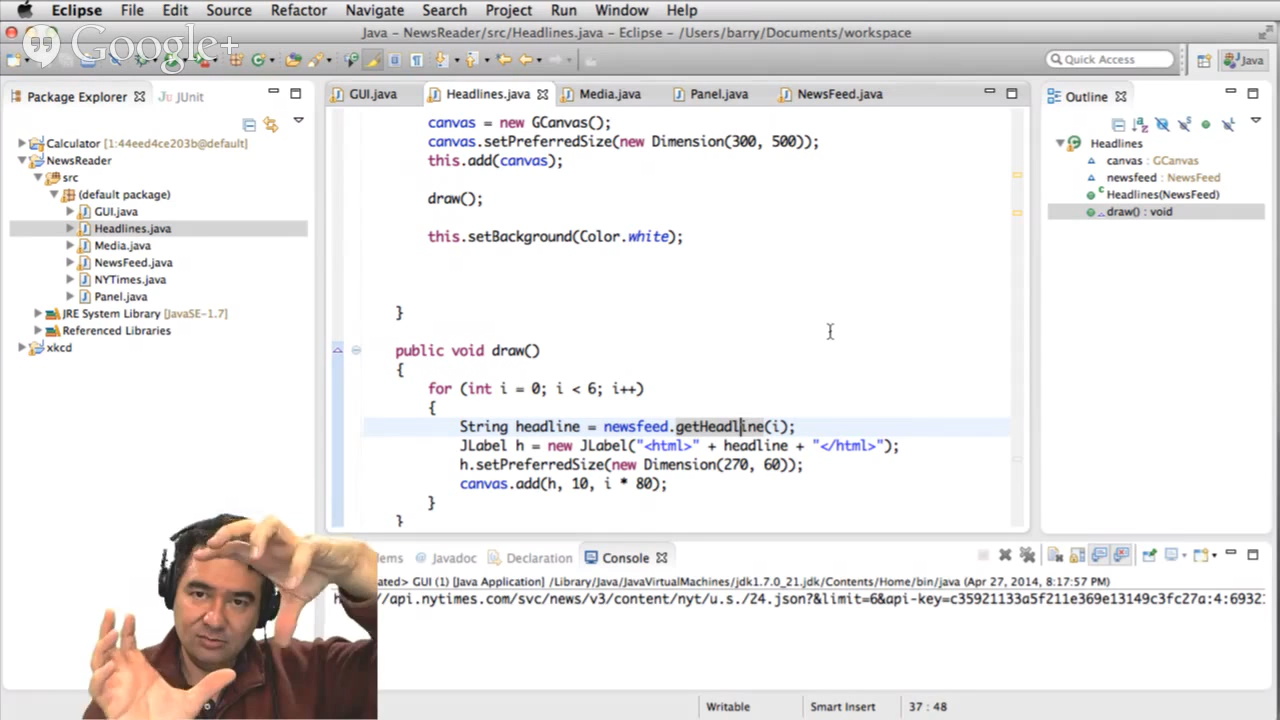 Eclipse File Edit Source Refactor Navigate Search Project Run Window Help
Java - NewsReader/src/Headlines.java - Eclipse - /Users/barry/Documents/workspace
Google+
Quick Access
Java
Package Explorer JUnit
Calculator [1:44eed4ce203b@default]
NewsReader
src
(default package)
GUI.java
Headlines.java
Media.java
NewsFeed.java
NYTimes.java
Panel.java
JRE System Library [JavaSE-1.7]
Referenced Libraries
xkcd
GUI.java Headlines.java Media.java Panel.java NewsFeed.java
canvas = new GCanvas();
canvas.setPreferredSize(new Dimension(300, 500));
this.add(canvas);
draw();
this.setBackground(Color.white);
}
public void draw()
{
for (int i = 0; i < 6; i++)
{
String headline = newsfeed.getHeadline(i);
JLabel h = new JLabel("<html>" + headline + "</html>");
h.setPreferredSize(new Dimension(270, 60));
canvas.add(h, 10, i * 80);
}
}
Outline
Headlines
canvas : GCanvas
newsfeed : NewsFeed
Headlines(NewsFeed)
draw() : void
Javadoc Declaration Console
GUI (1) [Java Application] /Library/Java/JavaVirtualMachines/jdk1.7.0_21.jdk/Contents/Home/bin/java (Apr 27, 2014, 8:17:57 PM)
//api.nytimes.com/svc/news/v3/content/nyt/u.s./24.json?&limit=6&api-key=c35921133a5f211e369e13149c3fc27a:4:6932
Writable Smart Insert 37 : 48